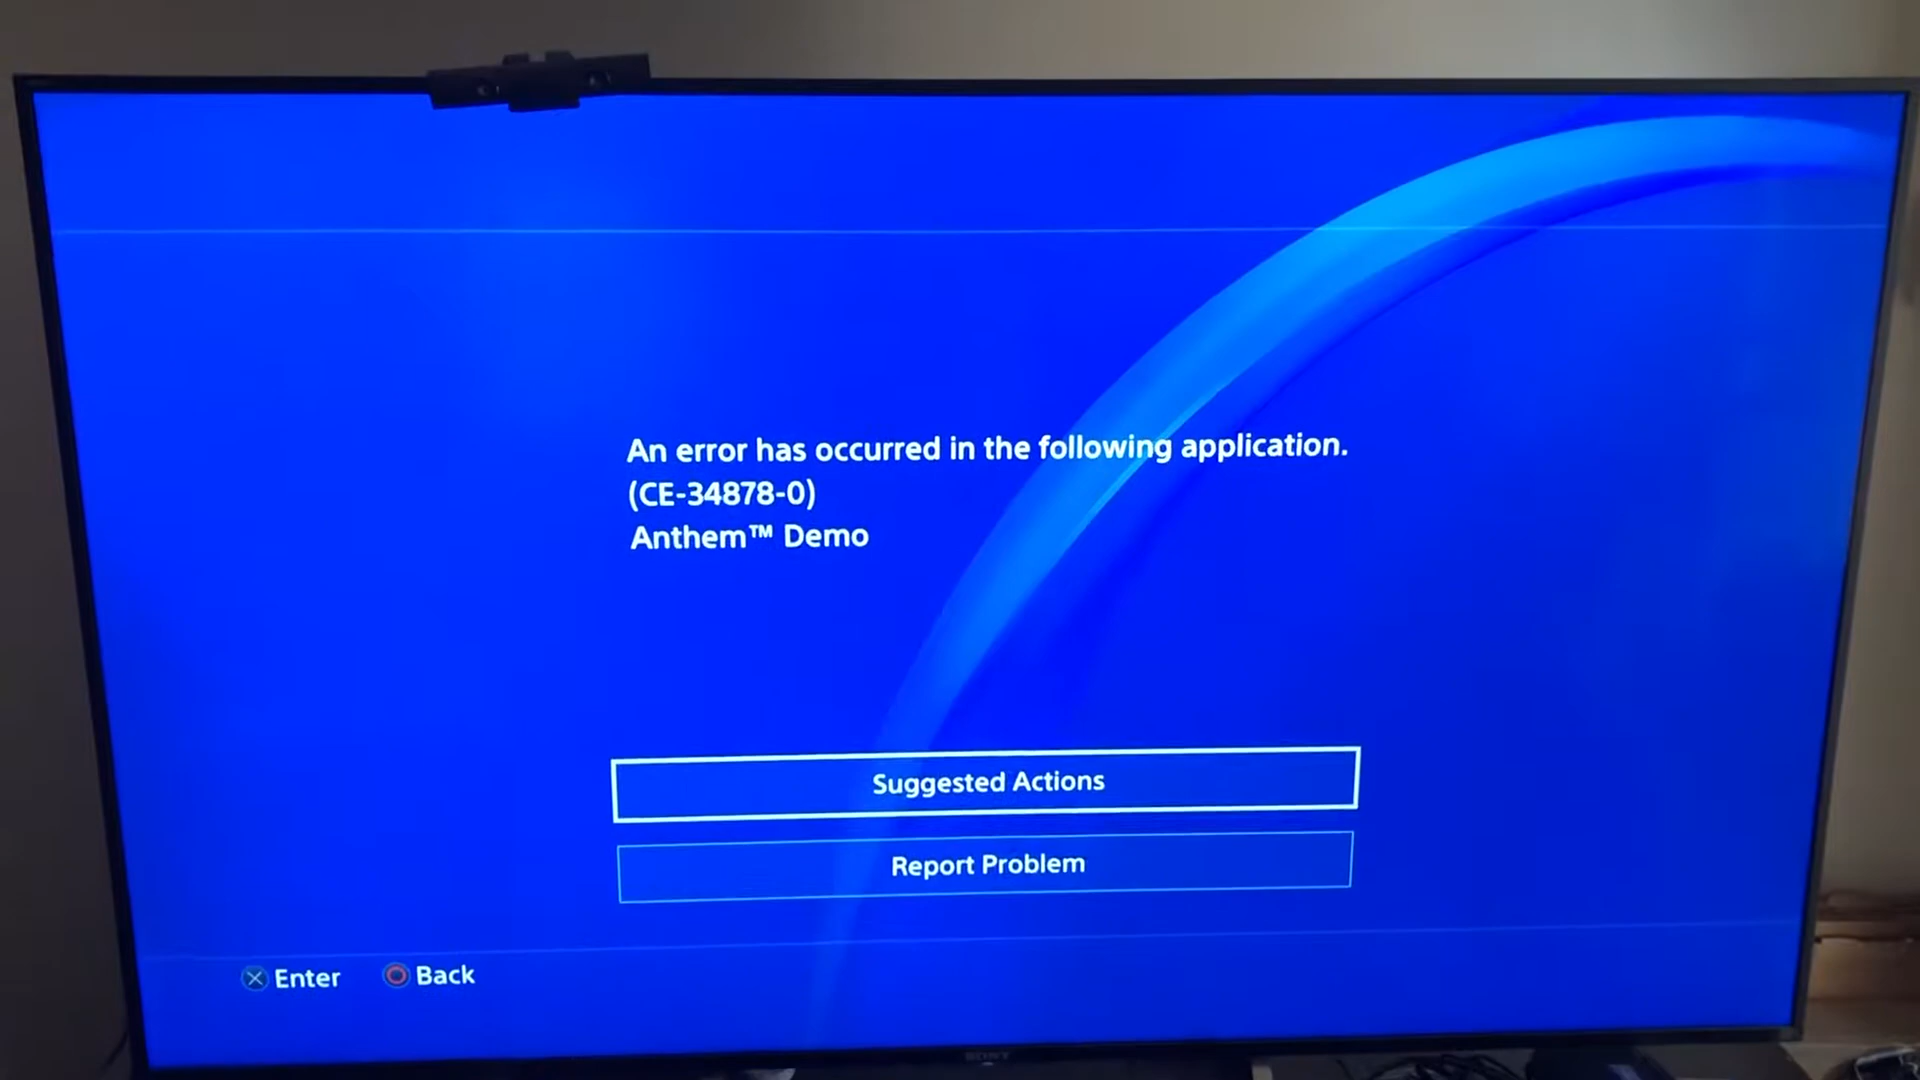 An error has occurred in the following application.
(CE-34878-0)
Anthem™ Demo
Suggested Actions
Report Problem
Enter
Back
SONY